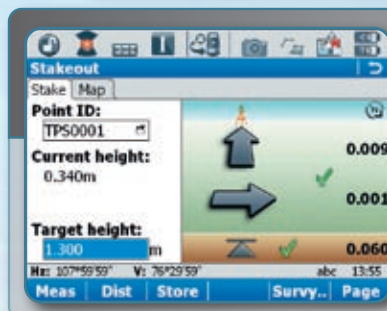 Stakeout
Stake Map
Point ID:
TPS0001
Current height:
0.340m
Target height:
1.300 m
0.009
0.001
0.060
Hz: 107°59'59" V: 76°29'59" abc 13:55
Meas Dist Store Survy.. Page